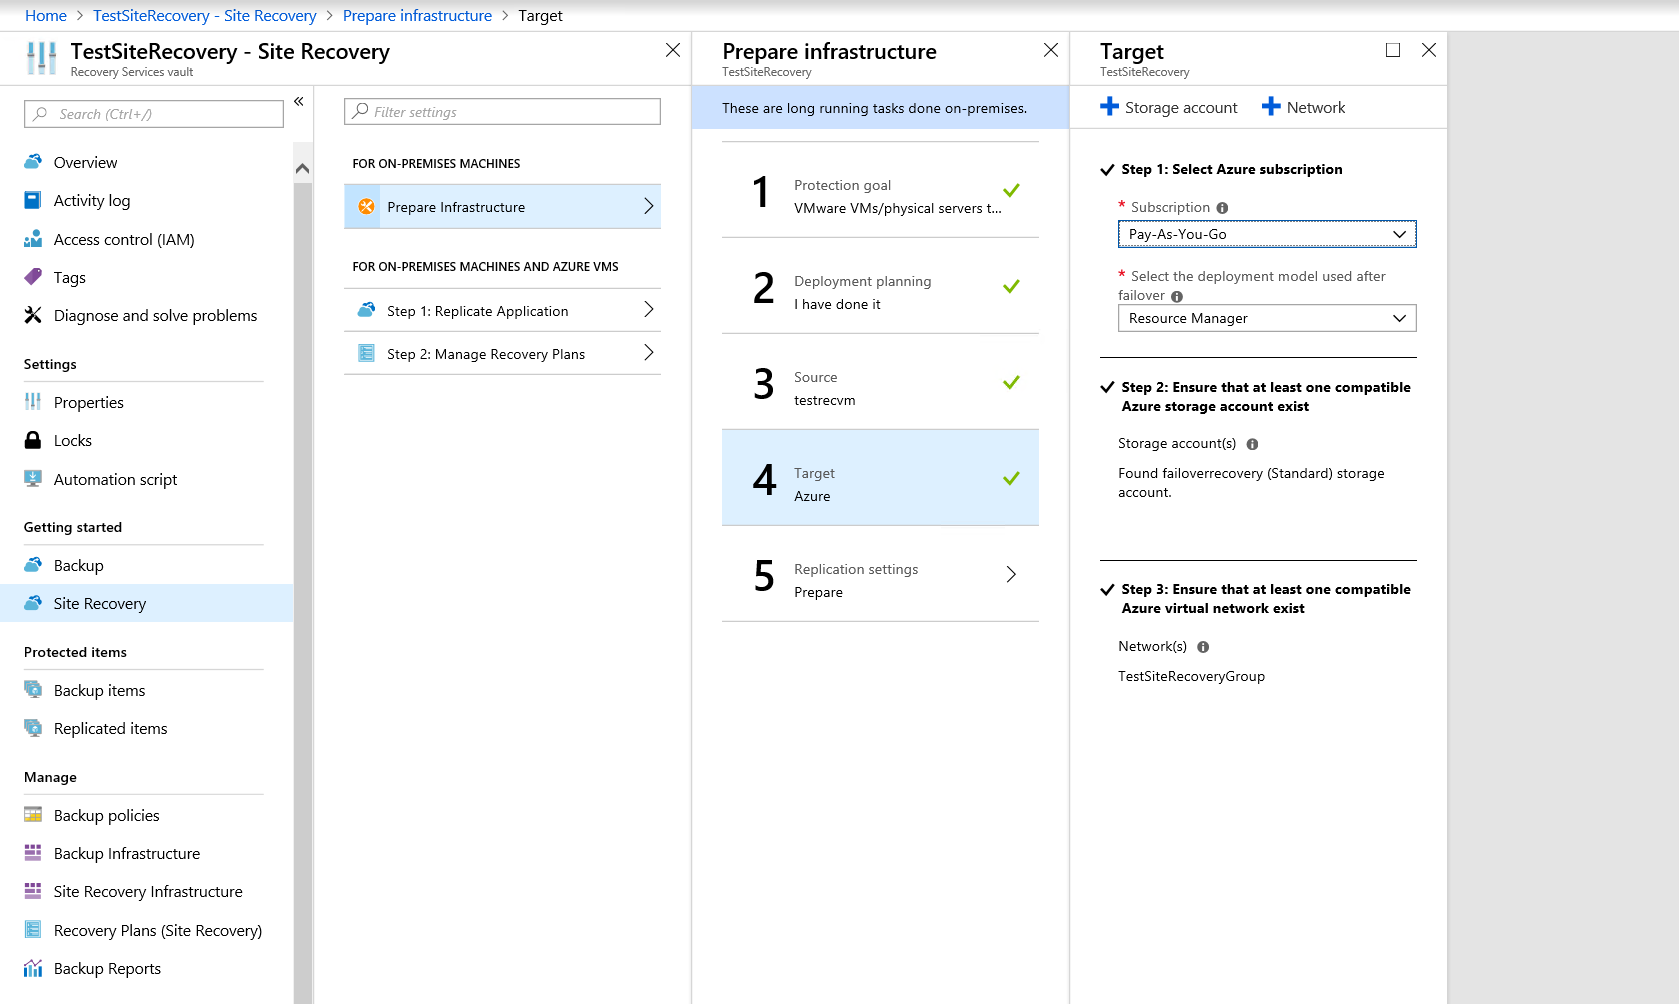 Home > TestSiteRecovery - Site Recovery > Prepare infrastructure > Target
TestSiteRecovery - Site Recovery
Recovery Services vault
Search (Ctrl+/)
«
Overview
Activity log
Access control (IAM)
Tags
Diagnose and solve problems
Settings
Properties
Locks
Automation script
Getting started
Backup
Site Recovery
Protected items
Backup items
Replicated items
Manage
Backup policies
Backup Infrastructure
Site Recovery Infrastructure
Recovery Plans (Site Recovery)
Backup Reports
Filter settings
FOR ON-PREMISES MACHINES
Prepare Infrastructure
FOR ON-PREMISES MACHINES AND AZURE VMS
Step 1: Replicate Application
Step 2: Manage Recovery Plans
Prepare infrastructure
TestSiteRecovery
These are long running tasks done on-premises.
1
Protection goal
VMware VMs/physical servers t...
2
Deployment planning
I have done it
3
Source
testrecvm
4
Target
Azure
5
Replication settings
Prepare
Target
TestSiteRecovery
Storage account
Network
Step 1: Select Azure subscription
* Subscription
Pay-As-You-Go
* Select the deployment model used after
failover
Resource Manager
Step 2: Ensure that at least one compatible
Azure storage account exist
Storage account(s)
Found failoverrecovery (Standard) storage
account.
Step 3: Ensure that at least one compatible
Azure virtual network exist
Network(s)
TestSiteRecoveryGroup